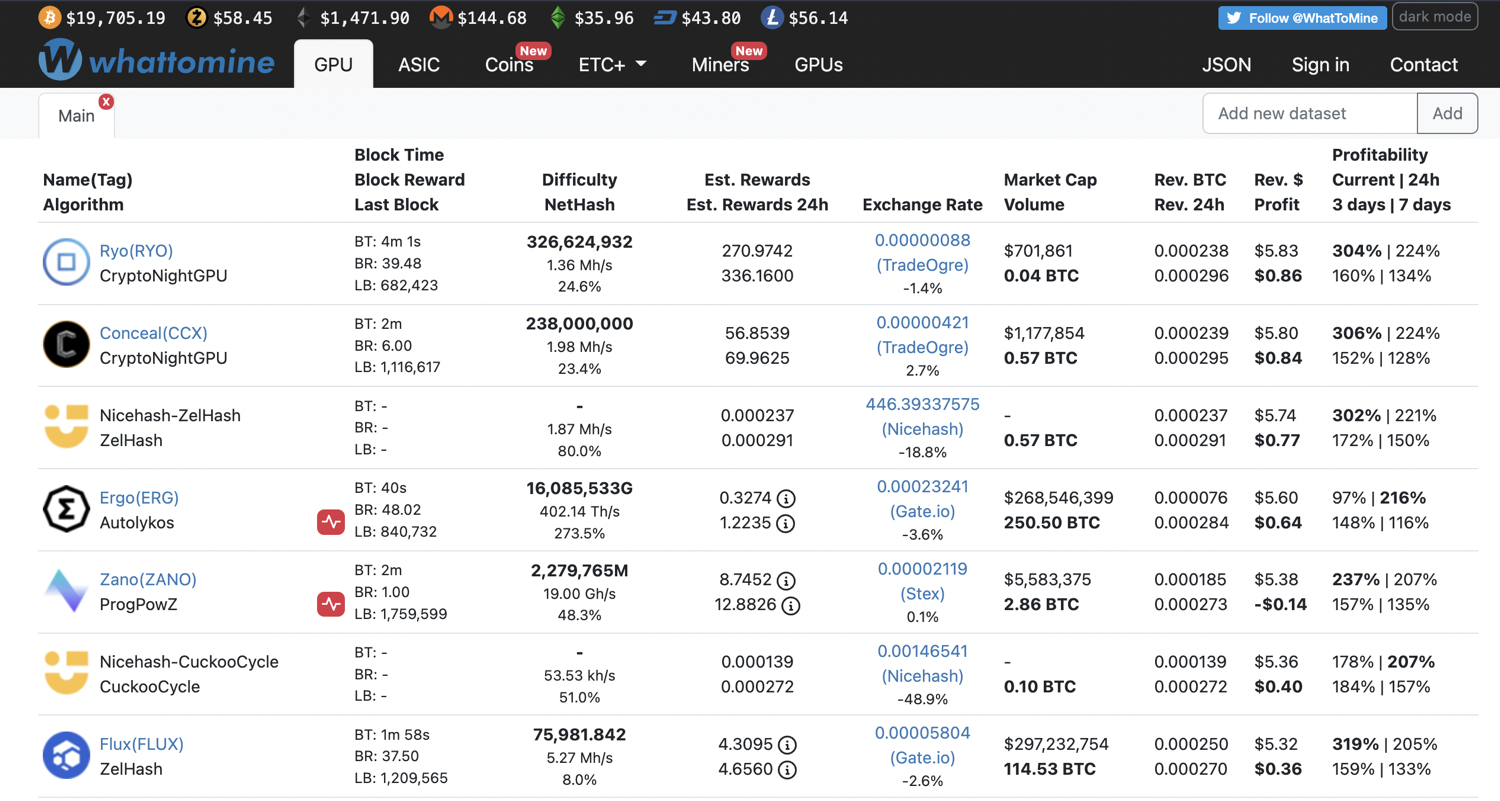 $19,705.19 $58.45 $1,471.90 $144.68 $35.96 $43.80 $56.14 Follow @WhatToMine dark mode
whattomine GPU ASIC Coins New ETC+ Miners New GPUs JSON Sign in Contact
Main x Add new dataset Add
Name(Tag)
Algorithm
Block Time
Block Reward
Last Block
Difficulty
NetHash
Est. Rewards
Est. Rewards 24h
Exchange Rate
Market Cap
Volume
Rev. BTC
Rev. 24h
Rev. $
Profit
Profitability
Current | 24h
3 days | 7 days
Ryo(RYO)
CryptoNightGPU
BT: 4m 1s
BR: 39.48
LB: 682,423
326,624,932
1.36 Mh/s
24.6%
270.9742
336.1600
0.00000088
(TradeOgre)
-1.4%
$701,861
0.04 BTC
0.000238
0.000296
$5.83
$0.86
304% | 224%
160% | 134%
Conceal(CCX)
CryptoNightGPU
BT: 2m
BR: 6.00
LB: 1,116,617
238,000,000
1.98 Mh/s
23.4%
56.8539
69.9625
0.00000421
(TradeOgre)
2.7%
$1,177,854
0.57 BTC
0.000239
0.000295
$5.80
$0.84
306% | 224%
152% | 128%
Nicehash-ZelHash
ZelHash
BT: -
BR: -
LB: -
-
1.87 Mh/s
80.0%
0.000237
0.000291
446.39337575
(Nicehash)
-18.8%
-
0.57 BTC
0.000237
0.000291
$5.74
$0.77
302% | 221%
172% | 150%
Ergo(ERG)
Autolykos
BT: 40s
BR: 48.02
LB: 840,732
16,085,533G
402.14 Th/s
273.5%
0.3274
1.2235
0.00023241
(Gate.io)
-3.6%
$268,546,399
250.50 BTC
0.000076
0.000284
$5.60
$0.64
97% | 216%
148% | 116%
Zano(ZANO)
ProgPowZ
BT: 2m
BR: 1.00
LB: 1,759,599
2,279,765M
19.00 Gh/s
48.3%
8.7452
12.8826
0.00002119
(Stex)
0.1%
$5,583,375
2.86 BTC
0.000185
0.000273
$5.38
-$0.14
237% | 207%
157% | 135%
Nicehash-CuckooCycle
CuckooCycle
BT: -
BR: -
LB: -
-
53.53 kh/s
51.0%
0.000139
0.000272
0.00146541
(Nicehash)
-48.9%
-
0.10 BTC
0.000139
0.000272
$5.36
$0.40
178% | 207%
184% | 157%
Flux(FLUX)
ZelHash
BT: 1m 58s
BR: 37.50
LB: 1,209,565
75,981.842
5.27 Mh/s
8.0%
4.3095
4.6560
0.00005804
(Gate.io)
-2.6%
$297,232,754
114.53 BTC
0.000250
0.000270
$5.32
$0.36
319% | 205%
159% | 133%